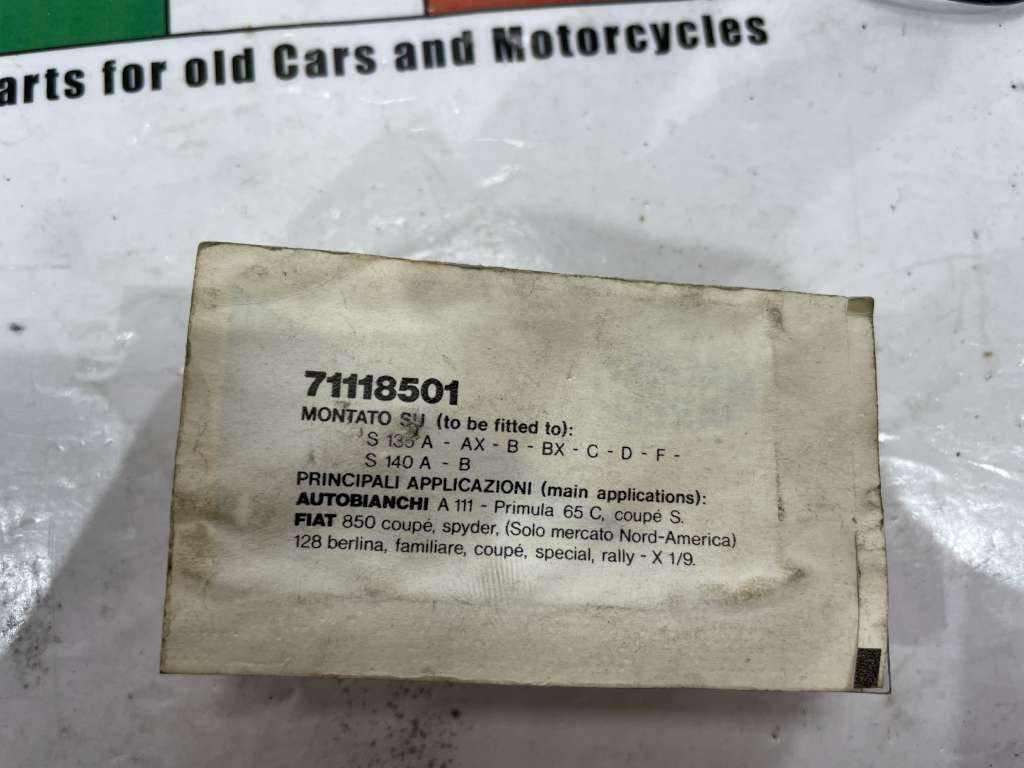 arts for old Cars and Motorcycles
71118501
MONTATO SU (to be fitted to):
S 135 A - AX - B - BX - C - D - F -
S 140 A - B
PRINCIPALI APPLICAZIONI (main applications):
AUTOBIANCHI A 111 - Primula 65 C, coupé S.
FIAT 850 coupé, spyder, (Solo mercato Nord-America)
128 berlina, familiare, coupé, special, rally - X 1/9.